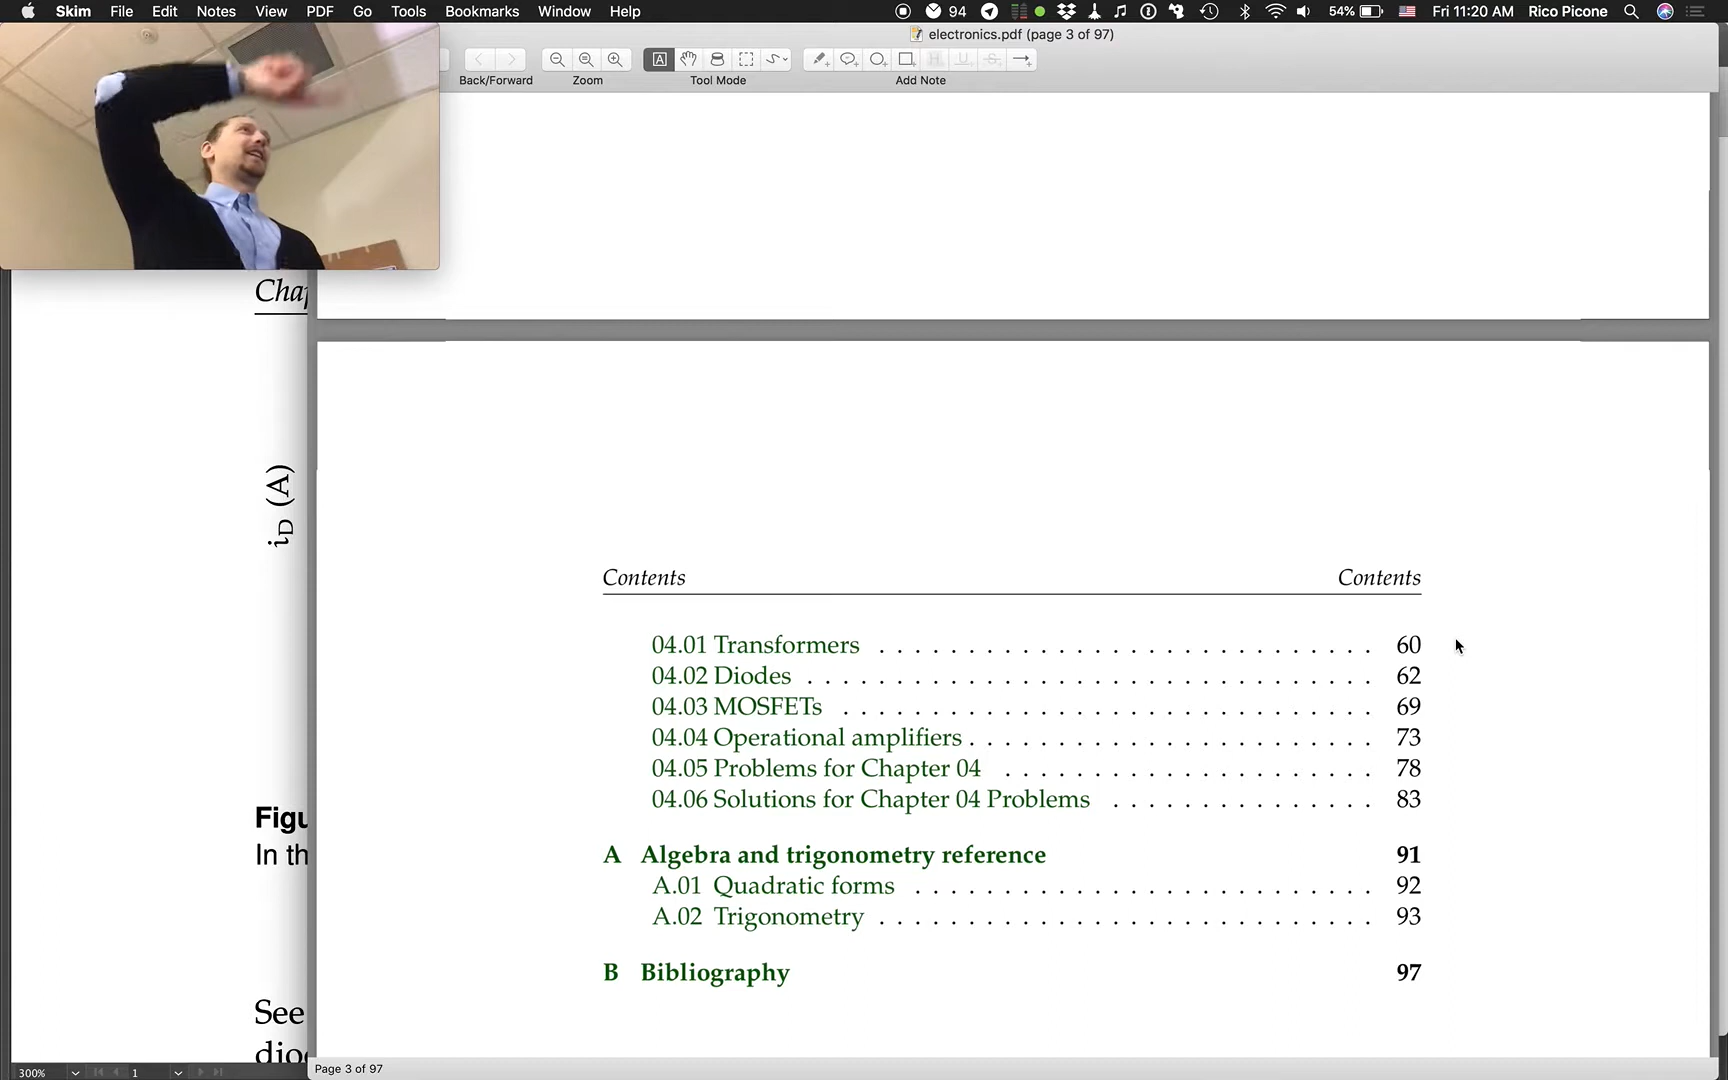 Skim File Edit Notes View PDF Go Tools Bookmarks Window Help 94 54% Fri 11:20 AM Rico Picone
electronics.pdf (page 3 of 97)
Back/Forward Zoom Tool Mode Add Note
Contents Contents
04.01 Transformers . . . . . . . . . . . . . . . . . . . . . . . . . . . . 60
04.02 Diodes . . . . . . . . . . . . . . . . . . . . . . . . . . . . 62
04.03 MOSFETs . . . . . . . . . . . . . . . . . . . . . . . . . . . . 69
04.04 Operational amplifiers . . . . . . . . . . . . . . . . . . . . . . . 73
04.05 Problems for Chapter 04 . . . . . . . . . . . . . . . . . . . . 78
04.06 Solutions for Chapter 04 Problems . . . . . . . . . . . . . . . 83
A Algebra and trigonometry reference 91
A.01 Quadratic forms . . . . . . . . . . . . . . . . . . . . . . . . . . 92
A.02 Trigonometry . . . . . . . . . . . . . . . . . . . . . . . . . . . 93
B Bibliography 97
Page 3 of 97
iD (A)
Figu
In th
See
300% 1